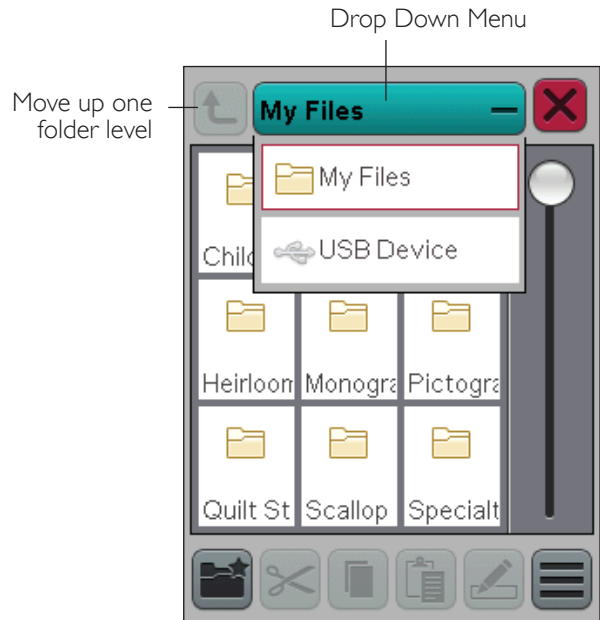 Drop Down Menu
Move up one
folder level
My Files
My Files
USB Device
Chilc
Heirloom Monogra Pictogra
Quilt St Scallop Specialt